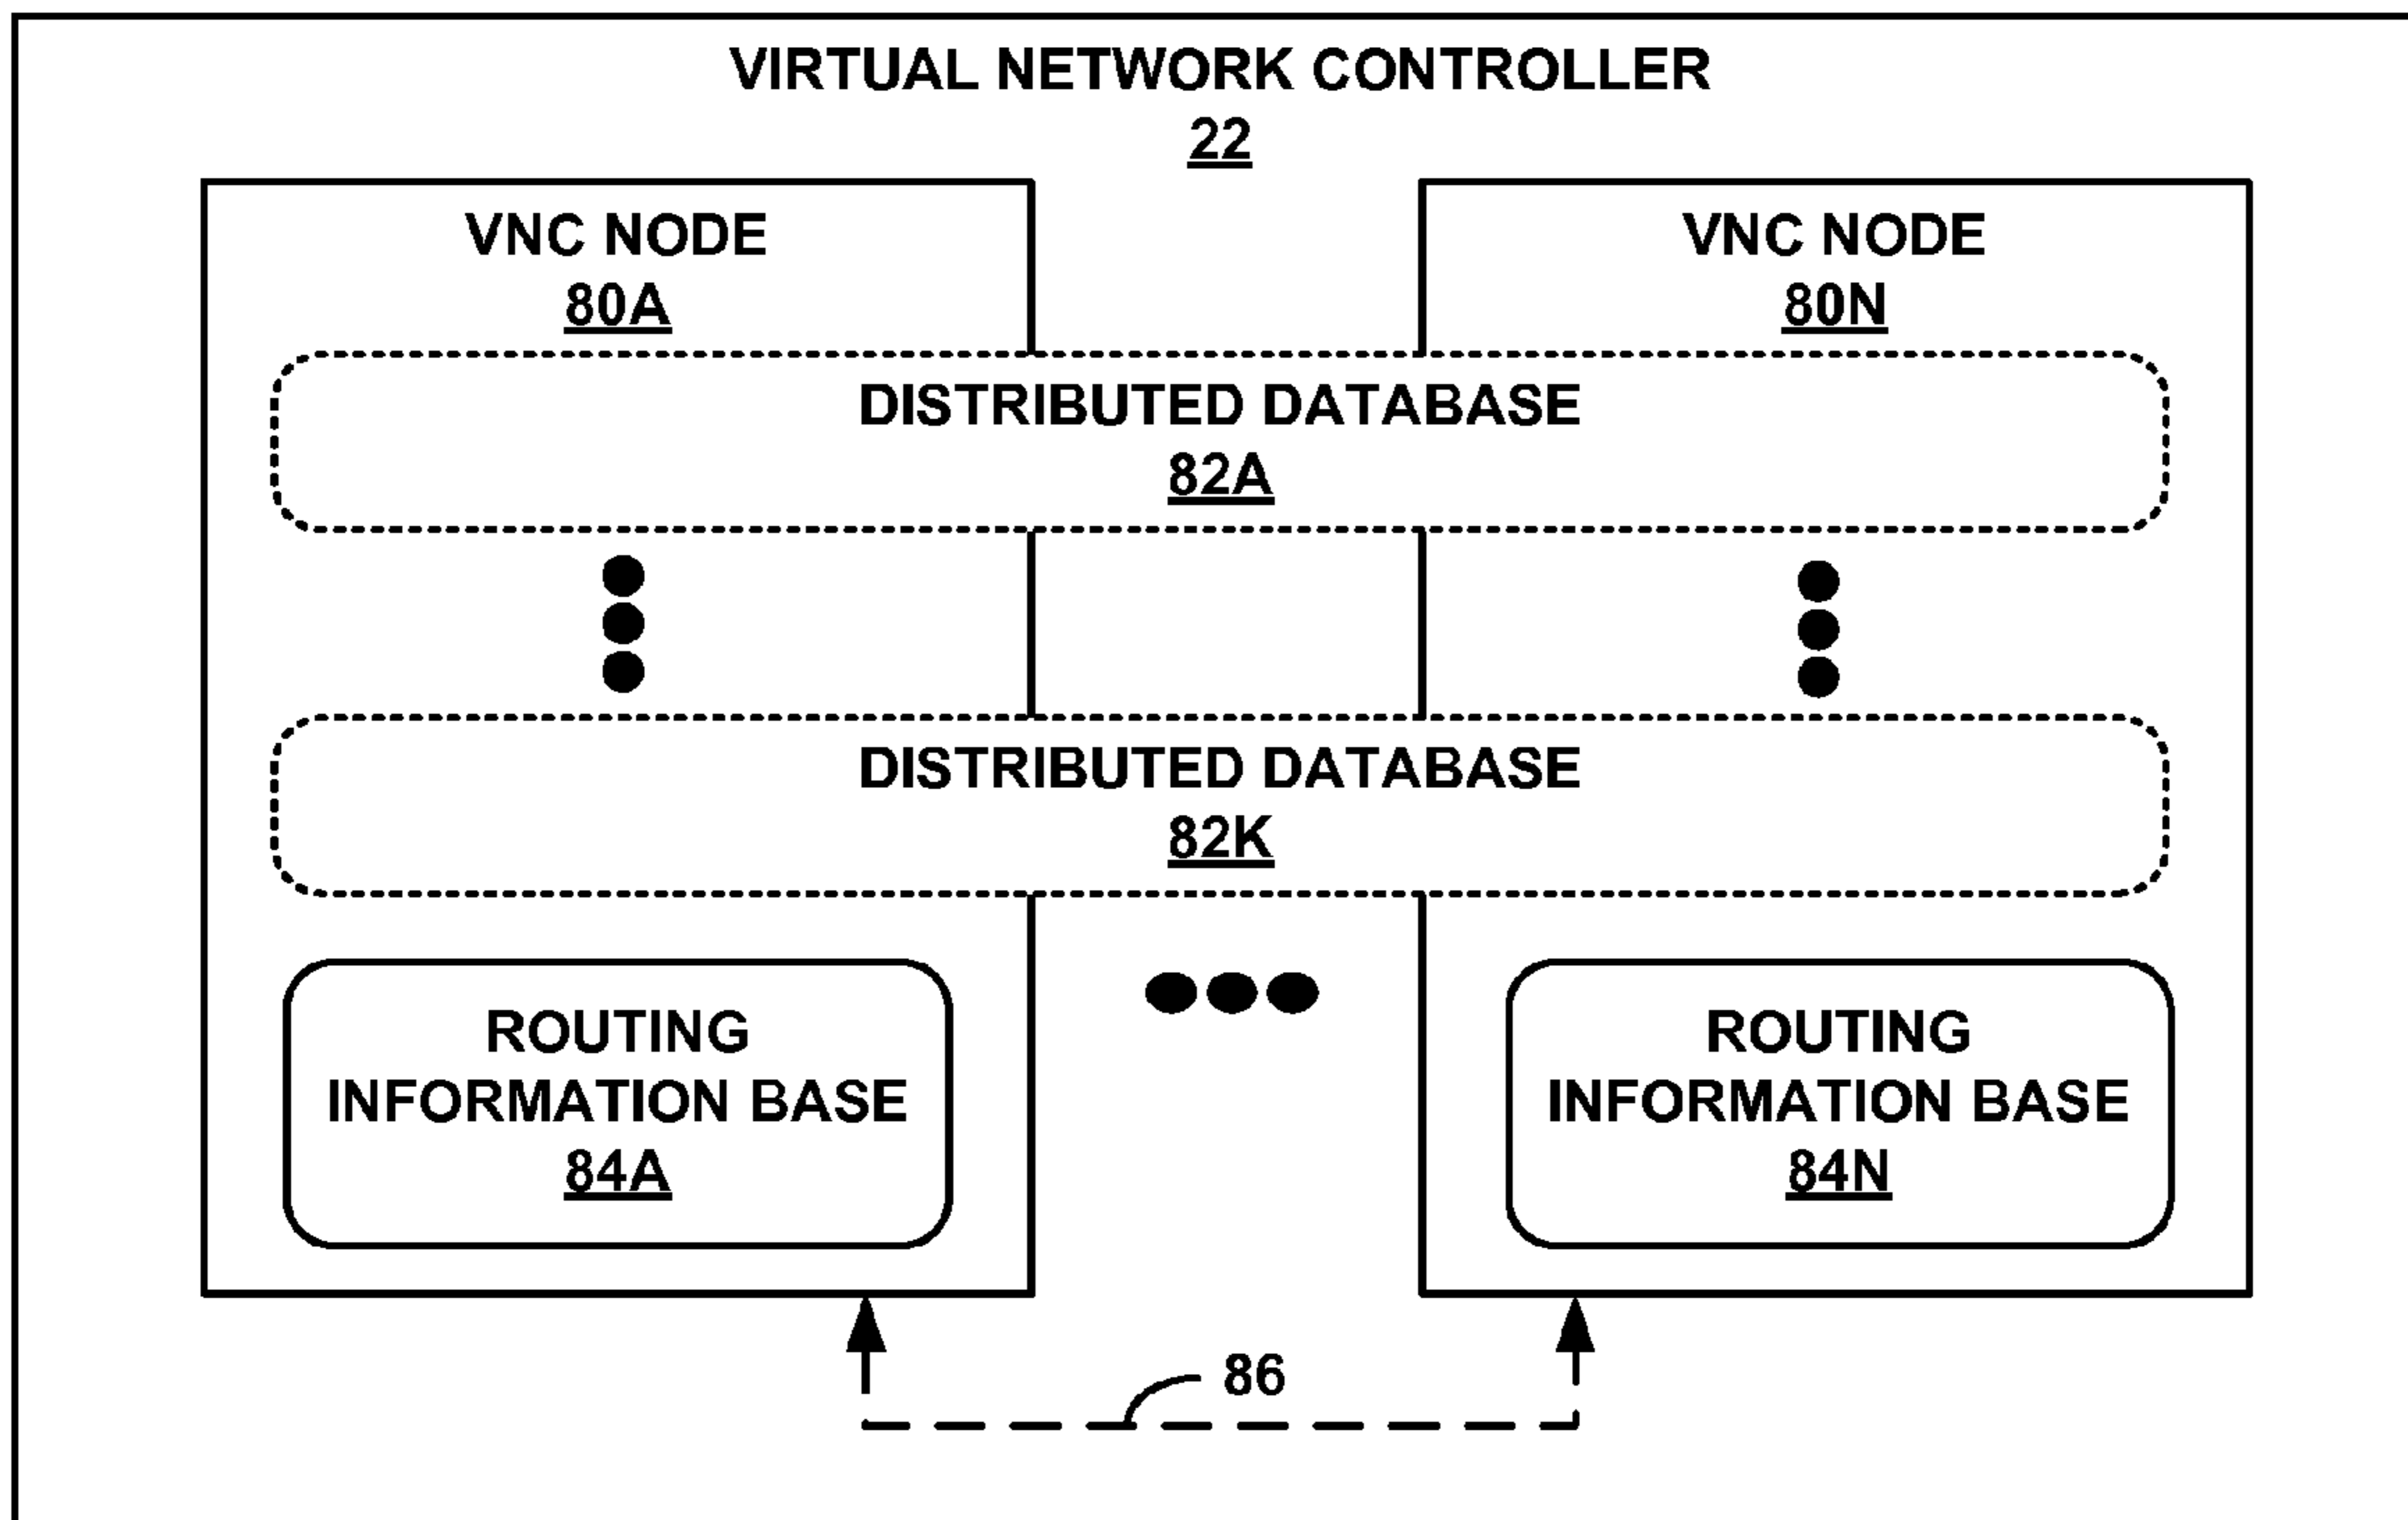 VIRTUAL NETWORK CONTROLLER
22
VNC NODE
80A
VNC NODE
80N
DISTRIBUTED DATABASE
82A
DISTRIBUTED DATABASE
82K
ROUTING
INFORMATION BASE
84A
ROUTING
INFORMATION BASE
84N
86